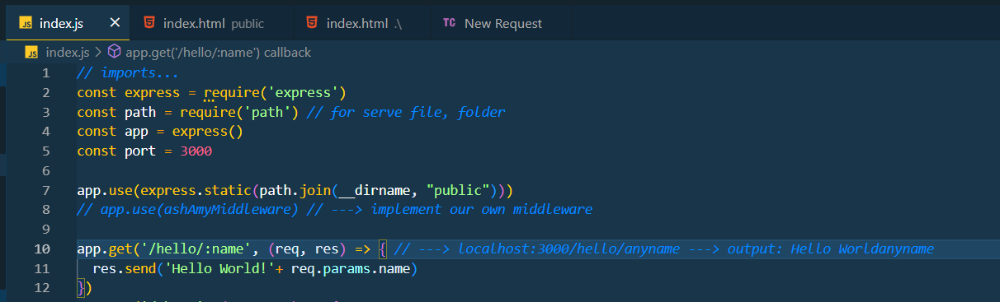 JS index.js × index.html public index.html .\ TC New Request
JS index.js > app.get('/hello/:name') callback
1 // imports...
2 const express = require('express')
3 const path = require('path') // for serve file, folder
4 const app = express()
5 const port = 3000
6
7 app.use(express.static(path.join(__dirname, "public")))
8 // app.use(ashAmyMiddleware) // ---> implement our own middleware
9
10 app.get('/hello/:name', (req, res) => { // ---> localhost:3000/hello/anyname ---> output: Hello Worldanyname
11 res.send('Hello World!'+ req.params.name)
12 })